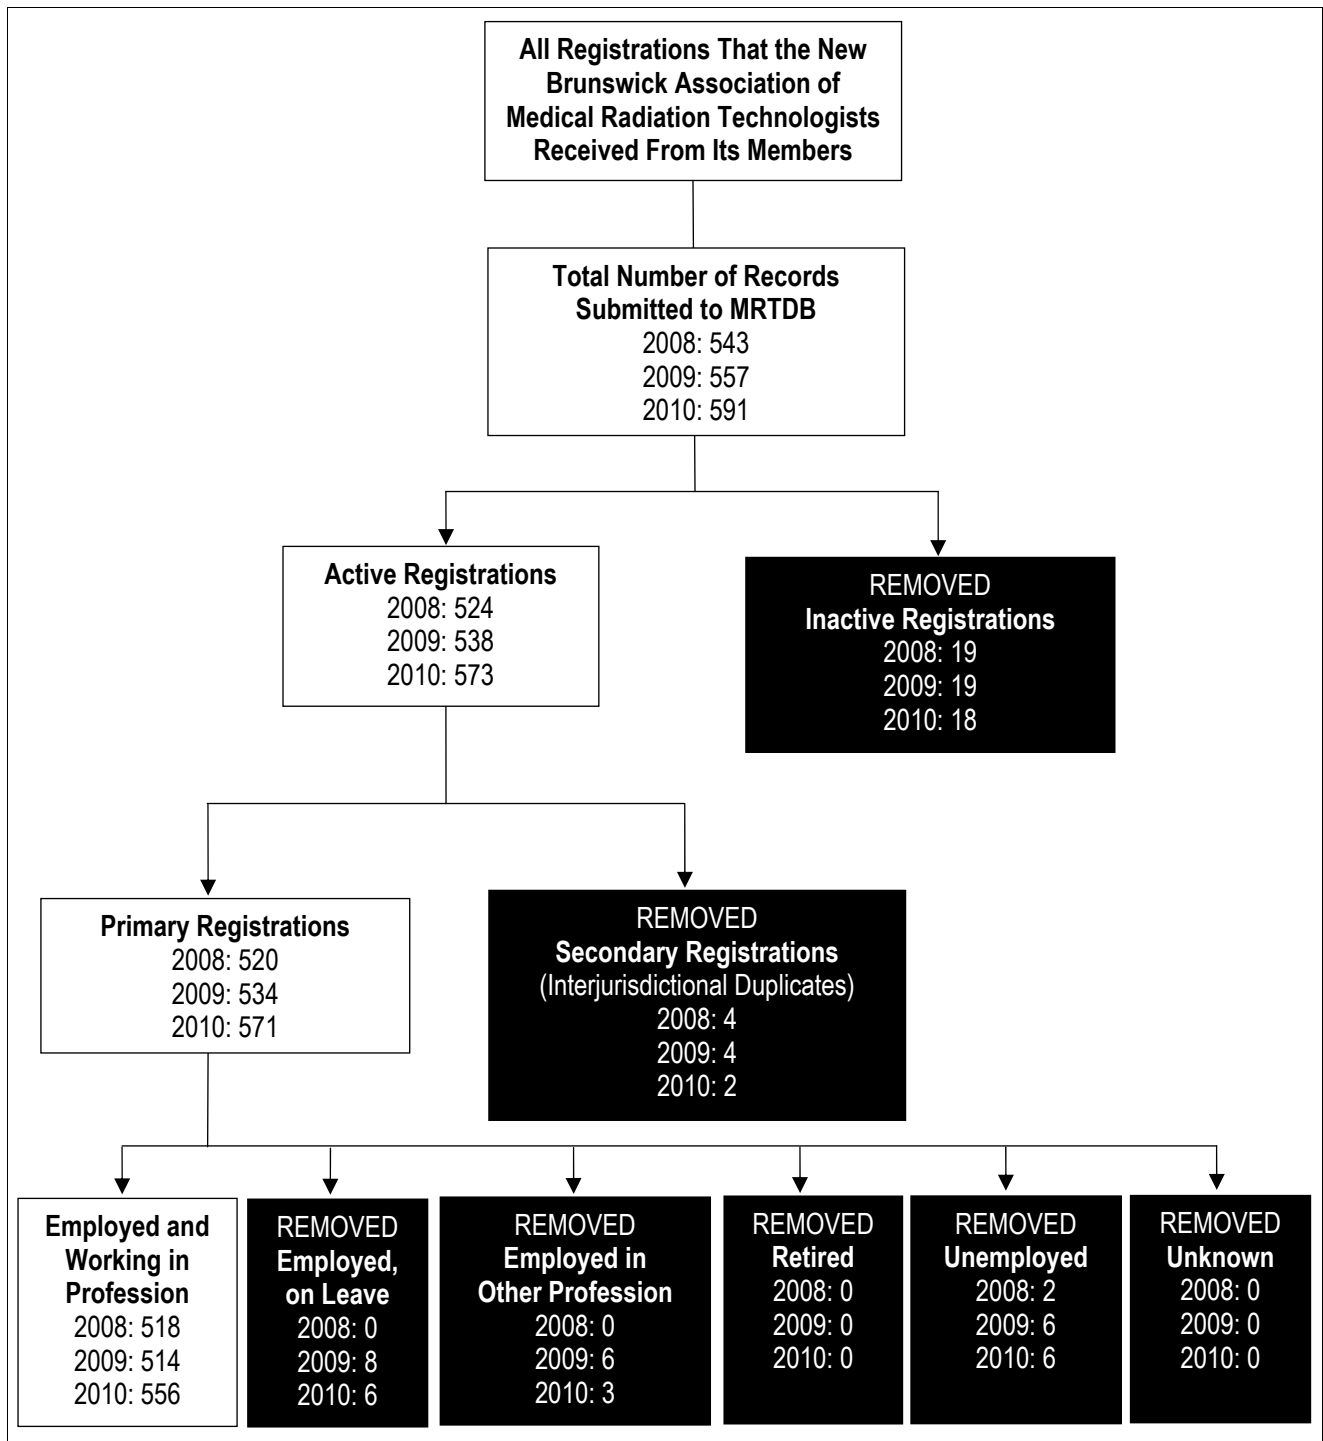 All Registrations That the New
Brunswick Association of
Medical Radiation Technologists
Received From Its Members
Total Number of Records
Submitted to MRTDB
2008: 543
2009: 557
2010: 591
Active Registrations
2008: 524
2009: 538
2010: 573
REMOVED
Inactive Registrations
2008: 19
2009: 19
2010: 18
Primary Registrations
2008: 520
2009: 534
2010: 571
REMOVED
Secondary Registrations
(Interjurisdictional Duplicates)
2008: 4
2009: 4
2010: 2
Employed and
Working in
Profession
2008: 518
2009: 514
2010: 556
REMOVED
Employed,
on Leave
2008: 0
2009: 8
2010: 6
REMOVED
Employed in
Other Profession
2008: 0
2009: 6
2010: 3
REMOVED
Retired
2008: 0
2009: 0
2010: 0
REMOVED
Unemployed
2008: 2
2009: 6
2010: 6
REMOVED
Unknown
2008: 0
2009: 0
2010: 0